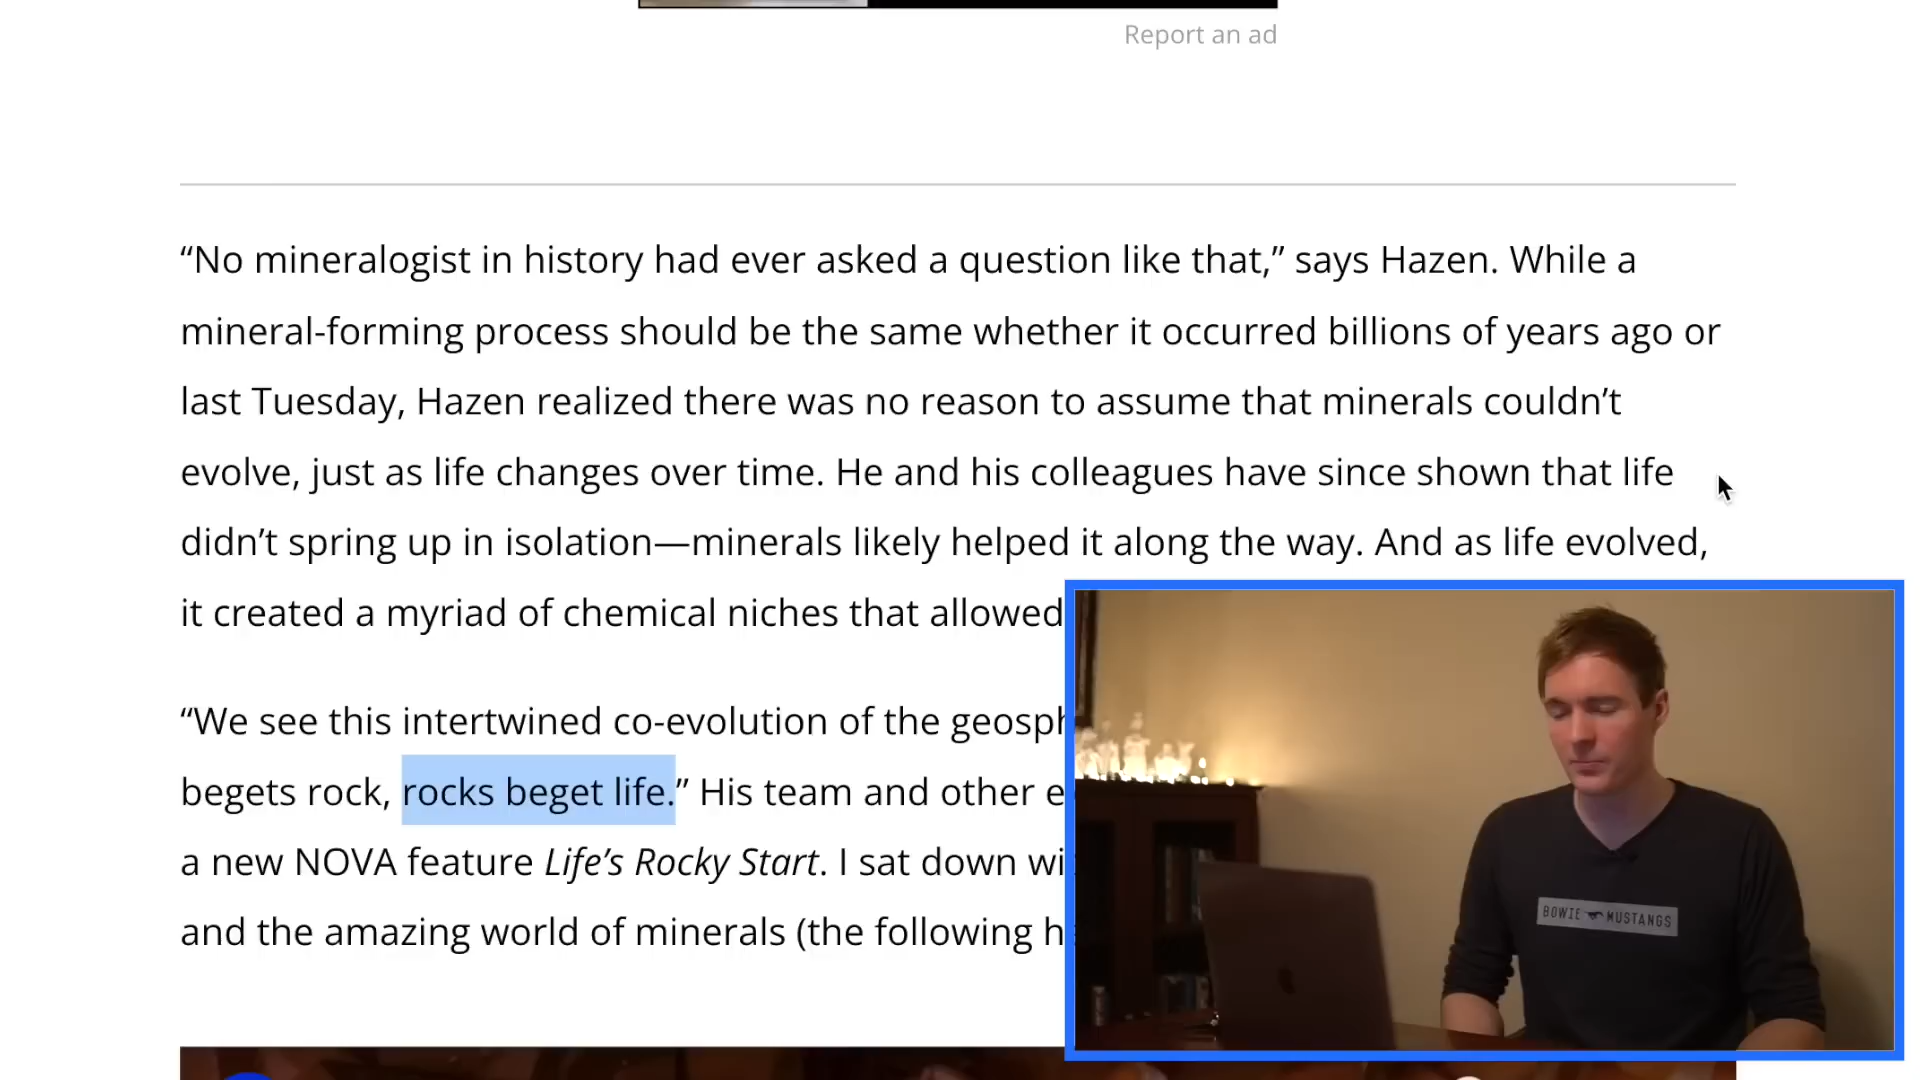 Report an ad
“No mineralogist in history had ever asked a question like that,” says Hazen. While a
mineral-forming process should be the same whether it occurred billions of years ago or
last Tuesday, Hazen realized there was no reason to assume that minerals couldn’t
evolve, just as life changes over time. He and his colleagues have since shown that life
didn’t spring up in isolation—minerals likely helped it along the way. And as life evolved,
it created a myriad of chemical niches that allowed
“We see this intertwined co-evolution of the
begets rock, rocks beget life.” His team and other
a new NOVA feature Life’s Rocky Start. I sat down
and the amazing world of minerals (the following
BOWIE MUSTANGS